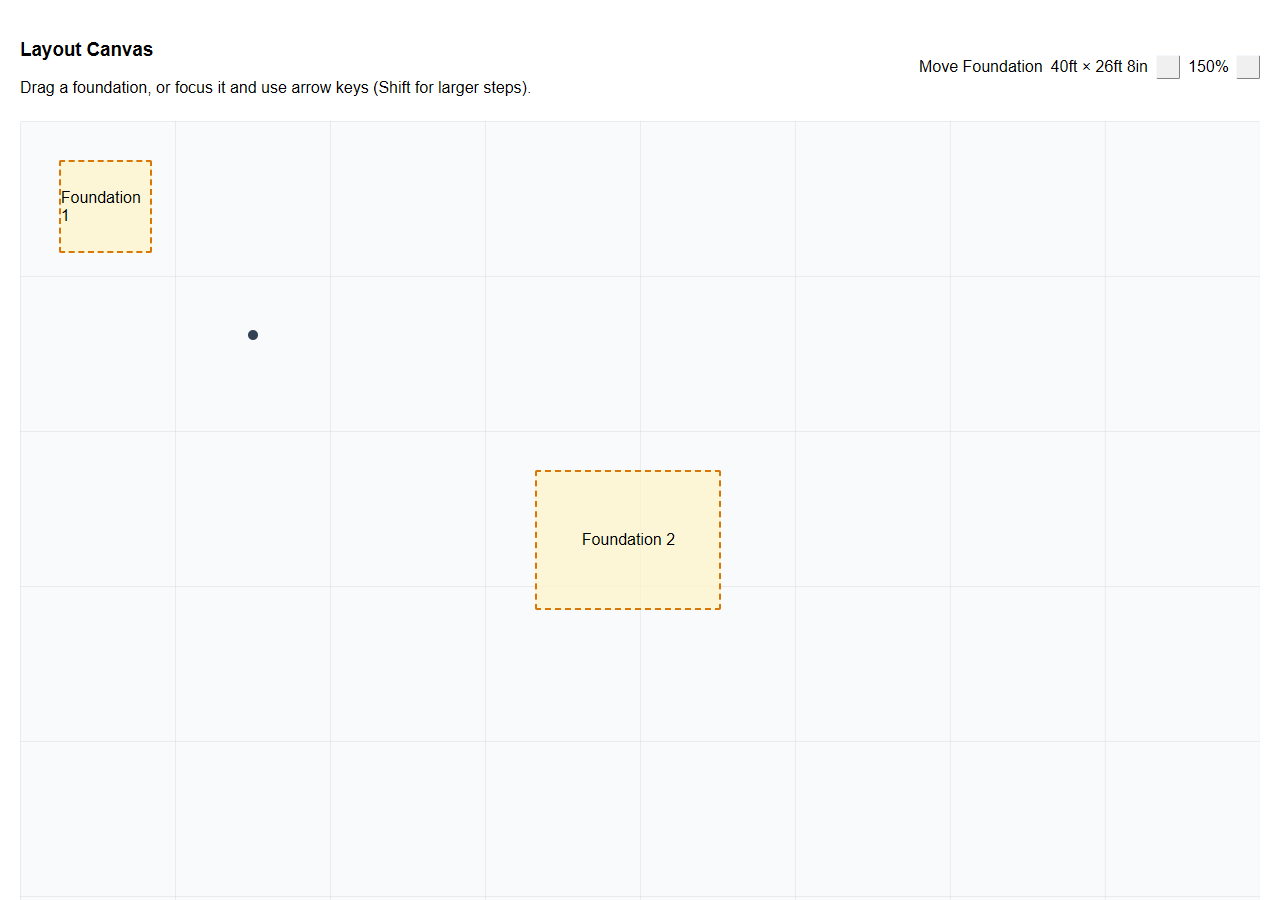 Layout Canvas
Move Foundation 40ft × 26ft 8in 150%
Drag a foundation, or focus it and use arrow keys (Shift for larger steps).
Foundation
1
Foundation 2